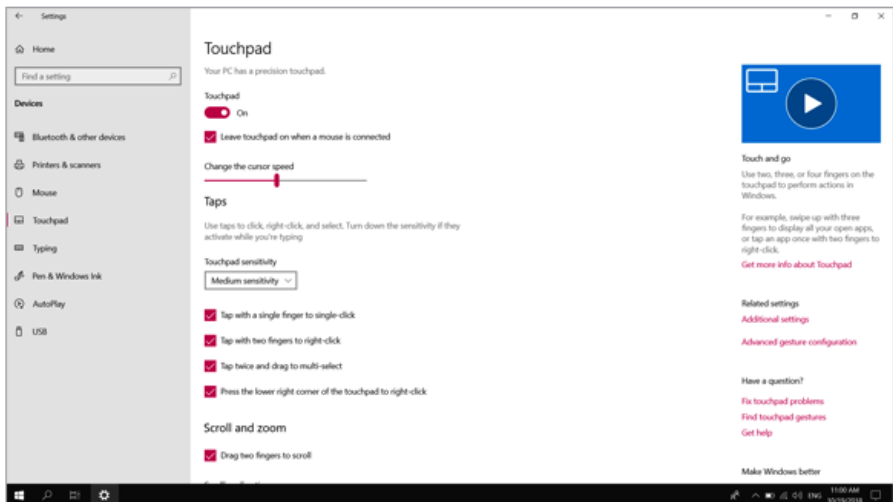 Settings
Home
Find a setting
Devices
Bluetooth & other devices
Printers & scanners
Mouse
Touchpad
Typing
Pen & Windows Ink
AutoPlay
USB
Touchpad
Your PC has a precision touchpad.
Touchpad
On
Leave touchpad on when a mouse is connected
Change the cursor speed
Taps
Use taps to click, right-click, and select. Turn down the sensitivity if they
activate while you're typing
Touchpad sensitivity
Medium sensitivity
Tap with a single finger to single-click
Tap with two fingers to right-click
Tap twice and drag to multi-select
Press the lower right corner of the touchpad to right-click
Scroll and zoom
Drag two fingers to scroll
Touch and go
Use two, three, or four fingers on the
touchpad to perform actions in
Windows.
For example, swipe up with three
fingers to display all your open apps,
or tap an app once with two fingers to
right-click.
Get more info about Touchpad
Related settings
Additional settings
Advanced gesture configuration
Have a question?
Fix touchpad problems
Find touchpad gestures
Get help
Make Windows better
ENG
11:00 AM